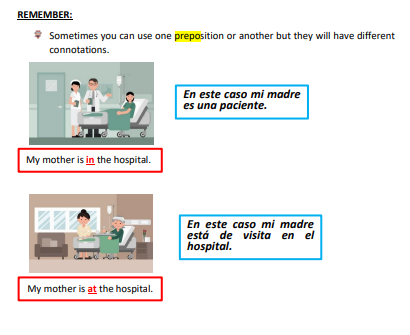 REMEMBER:
Sometimes you can use one preposition or another but they will have different
connotations.
En este caso mi madre
es una paciente.
My mother is in the hospital.
En este caso mi madre
está de visita en el
hospital.
My mother is at the hospital.